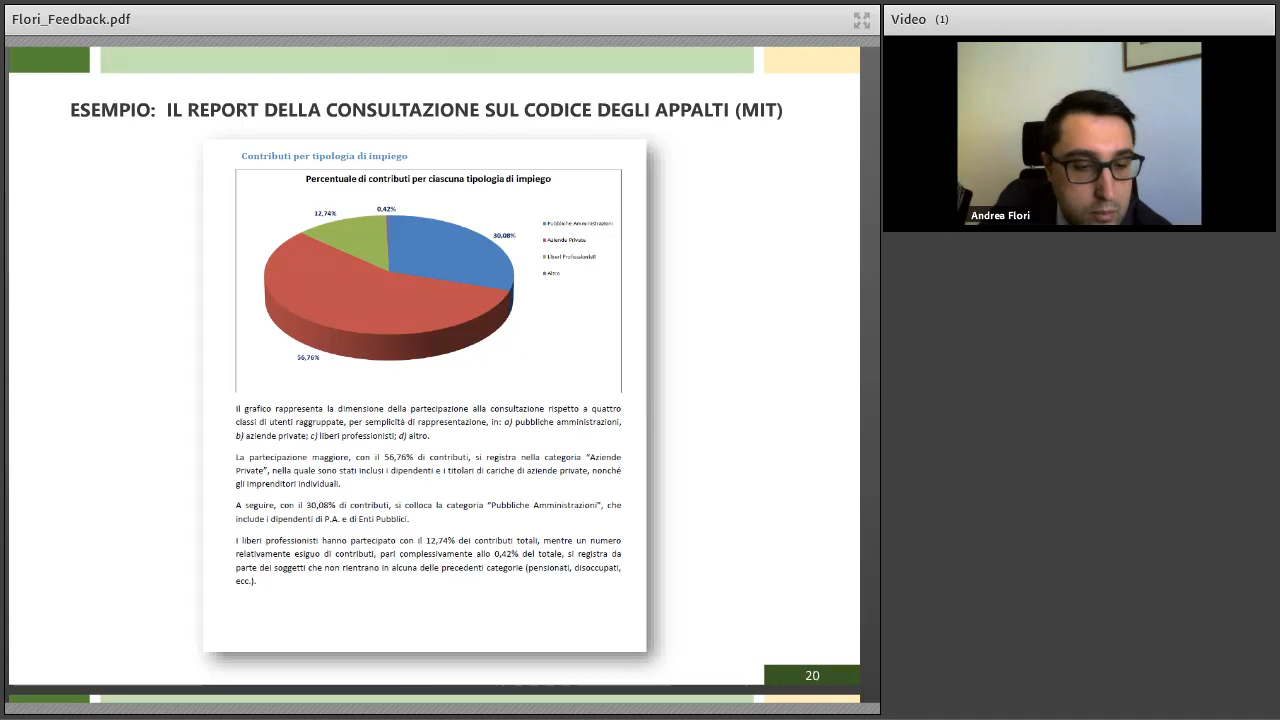 Flori_Feedback.pdf
Video (1)
Andrea Flori
ESEMPIO: IL REPORT DELLA CONSULTAZIONE SUL CODICE DEGLI APPALTI (MIT)
Contributi per tipologia di impiego
Percentuale di contributi per ciascuna tipologia di impiego
12,74%
0,42%
30,08%
56,76%
Pubbliche Amministrazioni
Aziende Private
Liberi Professionisti
Altro
Il grafico rappresenta la dimensione della partecipazione alla consultazione rispetto a quattro
classi di utenti raggruppate, per semplicità di rappresentazione, in: a) pubbliche amministrazioni,
b) aziende private; c) liberi professionisti; d) altro.
La partecipazione maggiore, con il 56,76% di contributi, si registra nella categoria “Aziende
Private”, nella quale sono stati inclusi i dipendenti e i titolari di cariche di aziende private, nonché
gli imprenditori individuali.
A seguire, con il 30,08% di contributi, si colloca la categoria “Pubbliche Amministrazioni”, che
include i dipendenti di P.A. e di Enti Pubblici.
I liberi professionisti hanno partecipato con il 12,74% dei contributi totali, mentre un numero
relativamente esiguo di contributi, pari complessivamente allo 0,42% del totale, si registra da
parte dei soggetti che non rientrano in alcuna delle precedenti categorie (pensionati, disoccupati,
ecc.).
20